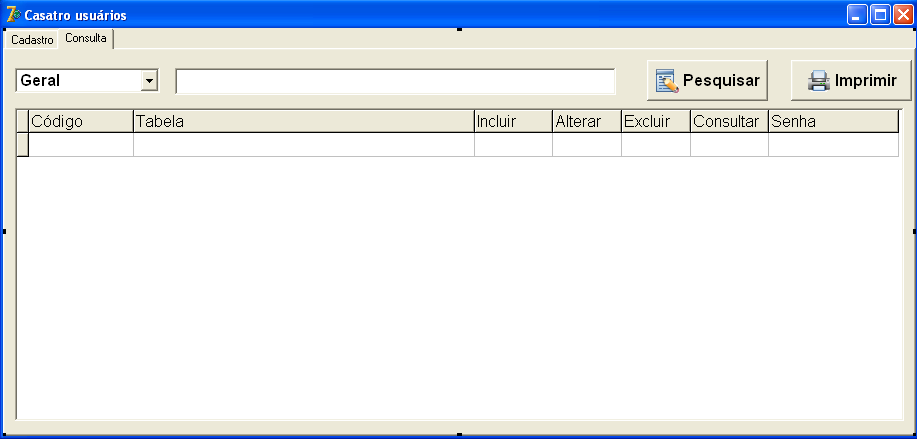 Casatro usuários
Cadastro Consulta
Geral Pesquisar Imprimir
Código Tabela Incluir Alterar Excluir Consultar Senha